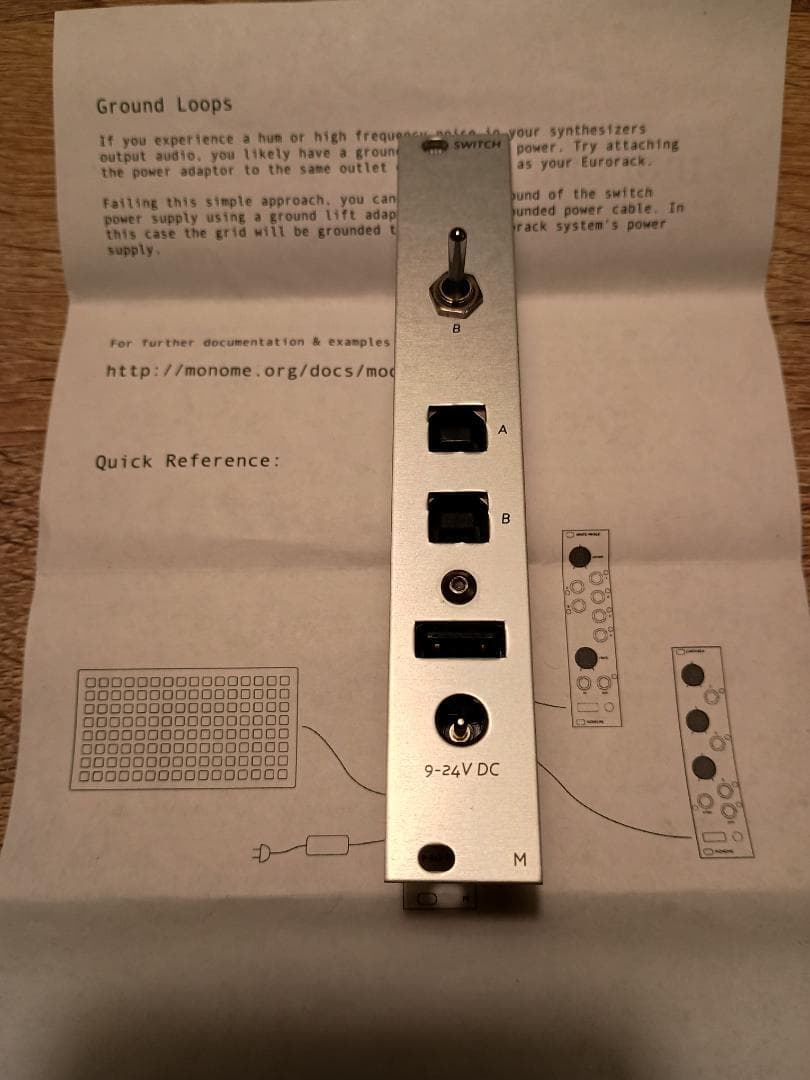 Ground Loops
If you experience a hum or high frequency noise in your synthesizers
output audio, you likely have a ground power. Try attaching
the power adaptor to the same outlet as your Eurorack.
Failing this simple approach, you can ound of the switch
power supply using a ground lift adap unded power cable. In
this case the grid will be grounded t rack system's power
supply.
For further documentation & examples
http://monome.org/docs/mod
Quick Reference:
SWITCH
B
A
B
9-24V DC
M